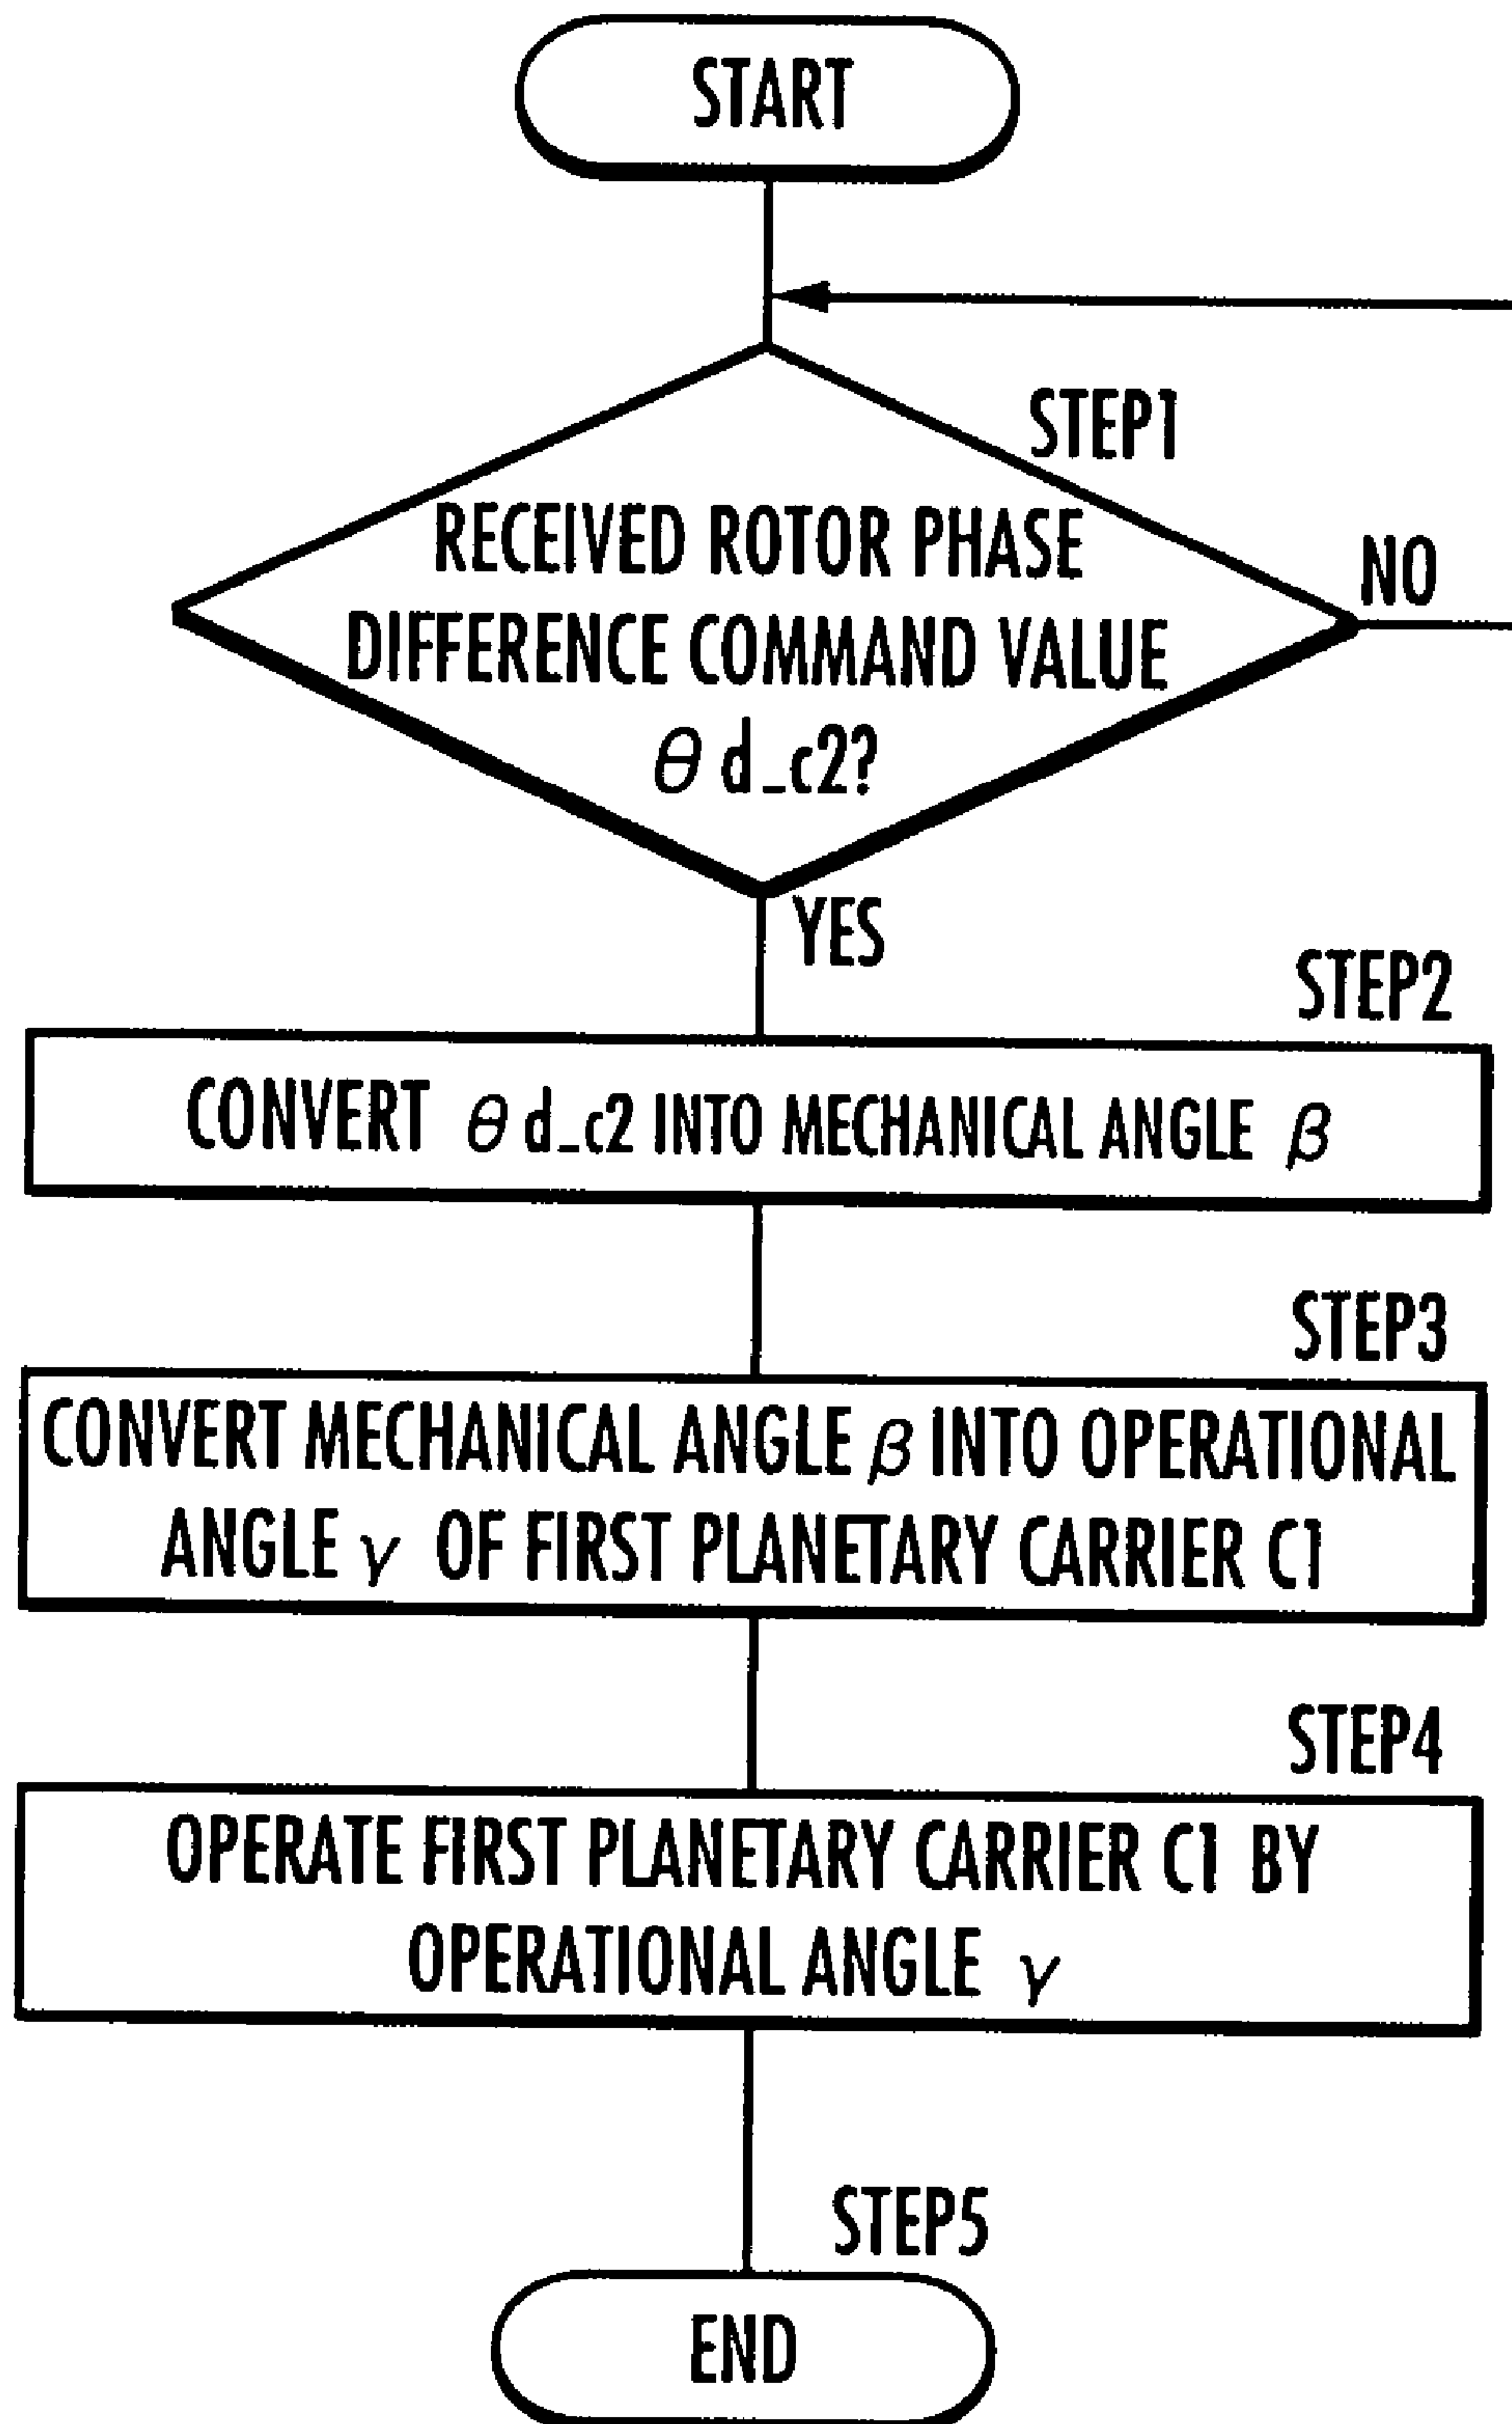 START
STEP1
RECEIVED ROTOR PHASE
DIFFERENCE COMMAND VALUE
θ d_c2?
NO
YES
STEP2
CONVERT θ d_c2 INTO MECHANICAL ANGLE β
STEP3
CONVERT MECHANICAL ANGLE β INTO OPERATIONAL
ANGLE γ OF FIRST PLANETARY CARRIER C1
STEP4
OPERATE FIRST PLANETARY CARRIER C1 BY
OPERATIONAL ANGLE γ
STEP5
END